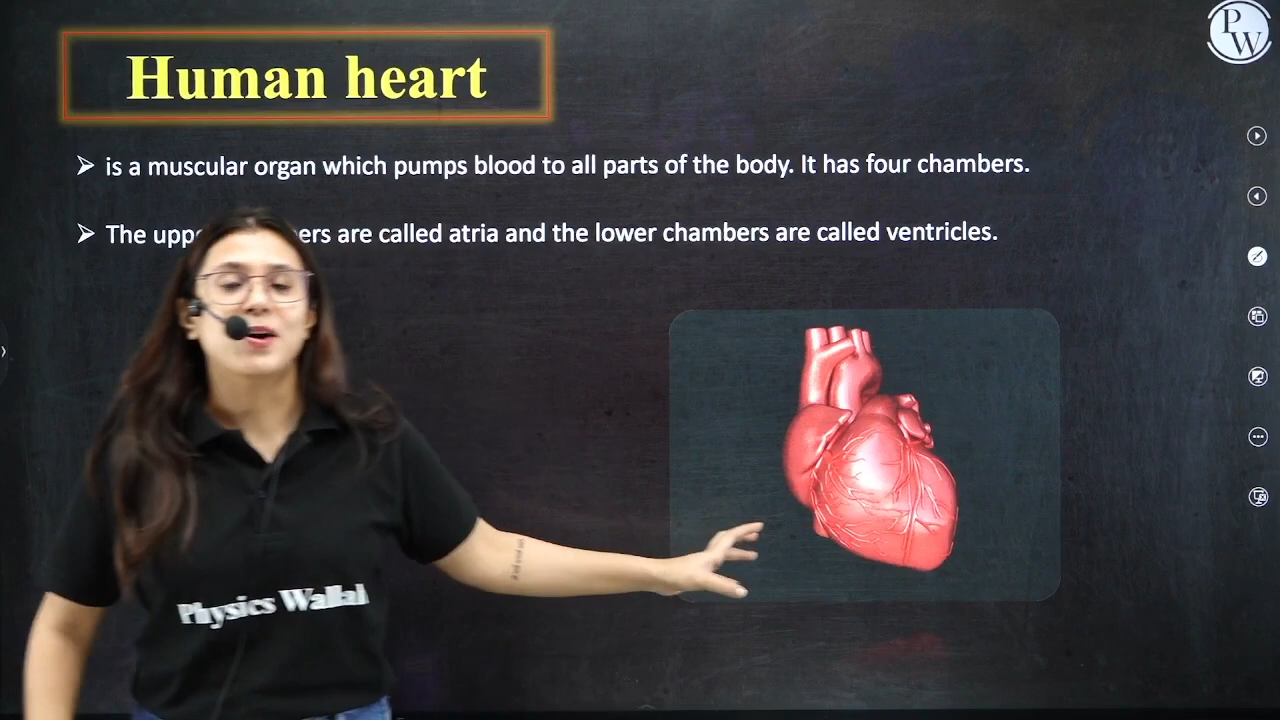 PW
Human heart
➢ is a muscular organ which pumps blood to all parts of the body. It has four chambers.
➢ The upp ers are called atria and the lower chambers are called ventricles.
Physics Wallah